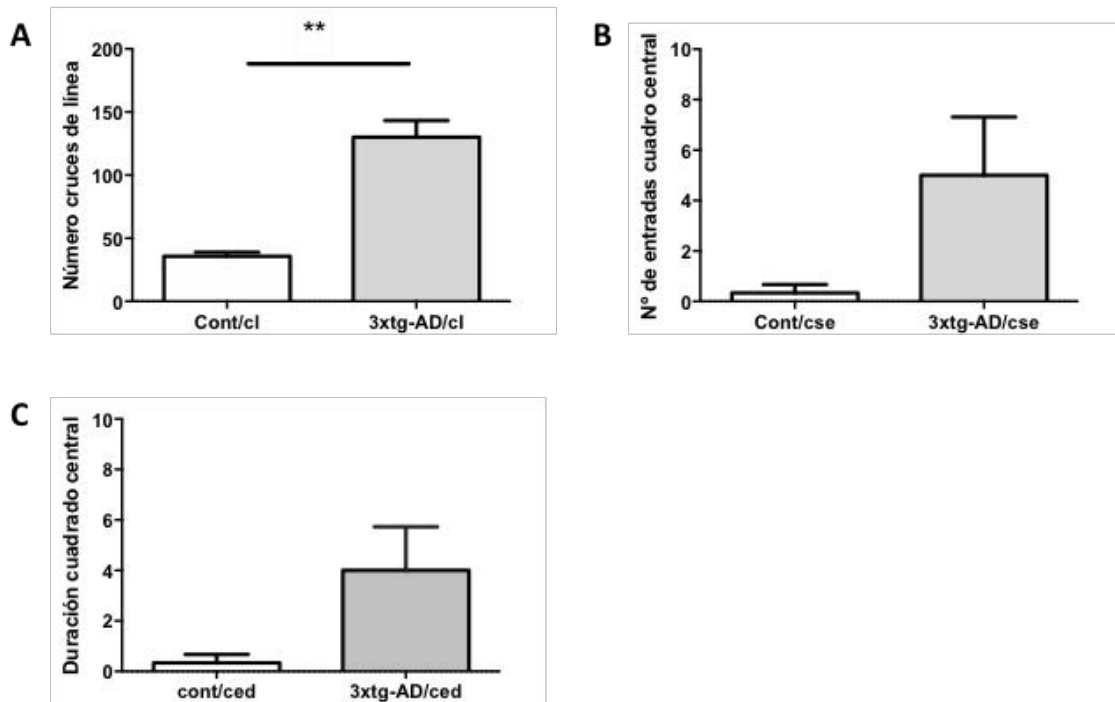 A
**
Número cruces de línea
200
150
100
50
0
Cont/cl 3xtg-AD/cl
B
Nº de entradas cuadro central
10
8
6
4
2
0
Cont/cse 3xtg-AD/cse
C
Duración cuadrado central
10
8
6
4
2
0
cont/ced 3xtg-AD/ced